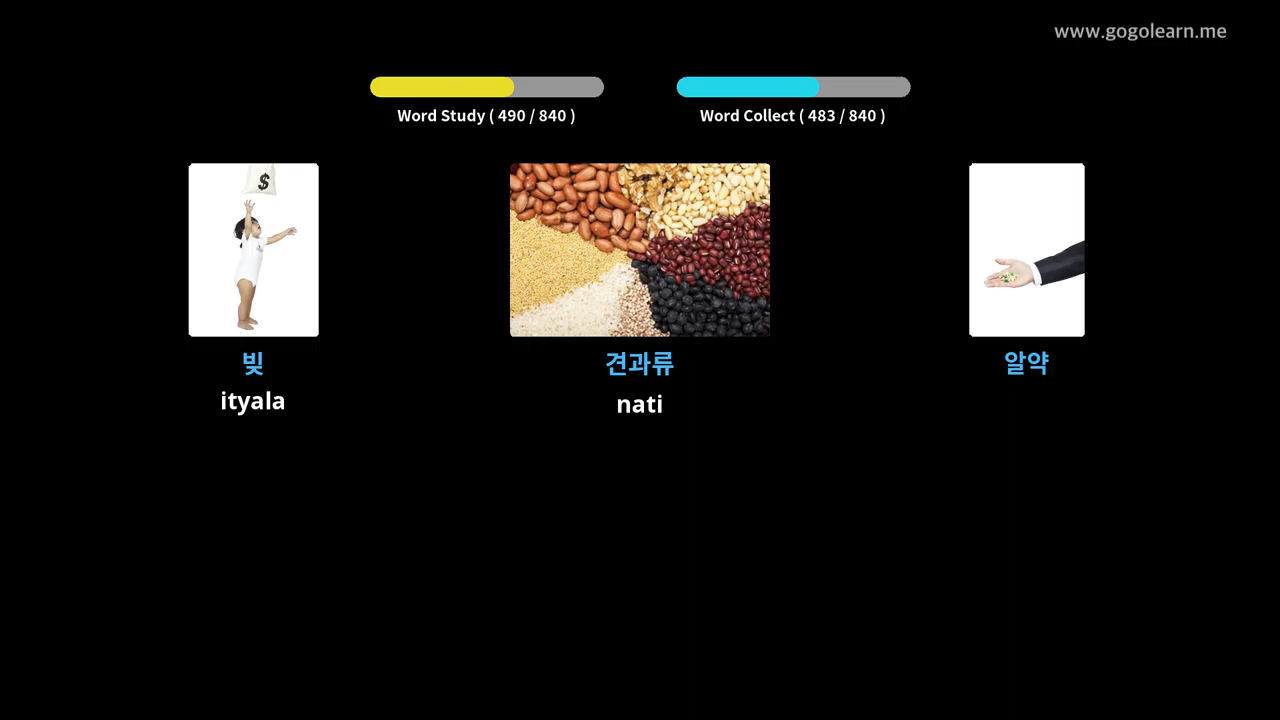 www.gogolearn.me
Word Study ( 490 / 840 )
Word Collect ( 483 / 840 )
$
빚
견과류
알약
ityala
nati